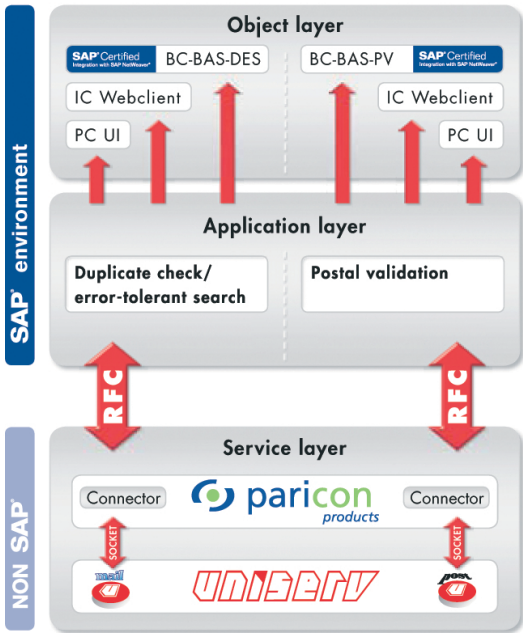 Object layer
SAP® Certified
Integration with SAP NetWeaver®
BC-BAS-DES
BC-BAS-PV
SAP® Certified
Integration with SAP NetWeaver®
IC Webclient
IC Webclient
PC UI
PC UI
SAP® environment
Application layer
Duplicate check/
error-tolerant search
Postal validation
RFC
RFC
NON SAP®
Service layer
Connector
paricon
products
Connector
SOCKET
SOCKET
mail
UNISERV
post